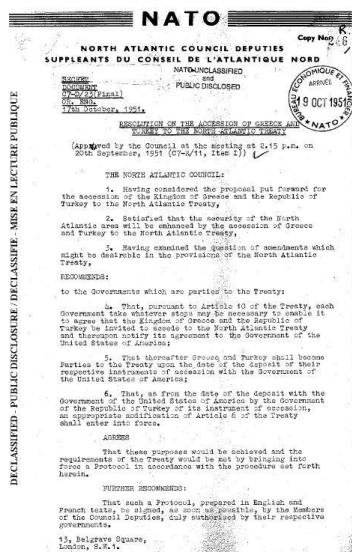 NATO
Copy No.
R.
NORTH ATLANTIC COUNCIL DEPUTIES
SUPPLEANTS DU CONSEIL DE L'ATLANTIQUE NORD
NATO UNCLASSIFIED
and
PUBLIC DISCLOSED
SECRET
DOCUMENT
C7-D/23(Final)
OR. ENG.
17th October, 1951.
BUREAU ECONOMIQUE ET
ARRIVEE
19 OCT 1951
NATO
RESOLUTION ON THE ACCESSION OF GREECE AND
TURKEY TO THE NORTH ATLANTIC TREATY
(Approved by the Council at the meeting at 2.15 p.m. on
20th September, 1951 (C7-R/11, Item I))
THE NORTH ATLANTIC COUNCIL:
1. Having considered the proposal put forward for
the accession of the Kingdom of Greece and the Republic of
Turkey to the North Atlantic Treaty,
2. Satisfied that the security of the North
Atlantic area will be enhanced by the accession of Greece
and Turkey to the North Atlantic Treaty,
3. Having examined the question of amendments which
might be desirable in the provisions of the North Atlantic
Treaty,
RECOMMENDS:
to the Governments which are parties to the Treaty:
4. That, pursuant to Article 10 of the Treaty, each
Government take whatever steps may be necessary to enable it
to agree that the Kingdom of Greece and the Republic of
Turkey be invited to accede to the North Atlantic Treaty
and thereupon notify its agreement to the Government of the
United States of America;
5. That thereafter Greece and Turkey shall become
Parties to the Treaty upon the date of the deposit of their
respective instruments of accession with the Government of
the United States of America;
6. That, as from the date of the deposit with the
Government of the United States of America by the Government
of the Republic of Turkey of its instrument of accession,
an appropriate modification of Article 6 of the Treaty
shall enter into force.
AGREES
That these purposes would be achieved and the
requirements of the Treaty would be met by bringing into
force a Protocol in accordance with the procedure set forth
herein.
FURTHER RECOMMENDS:
That such a Protocol, prepared in English and
French texts, be signed, as soon as possible, by the Members
of the Council Deputies, duly authorised by their respective
governments.
13, Belgrave Square,
London, S.W.1.
DECLASSIFIED - PUBLIC DISCLOSURE / DECLASSIFIE - MISE EN LECTURE PUBLIQUE